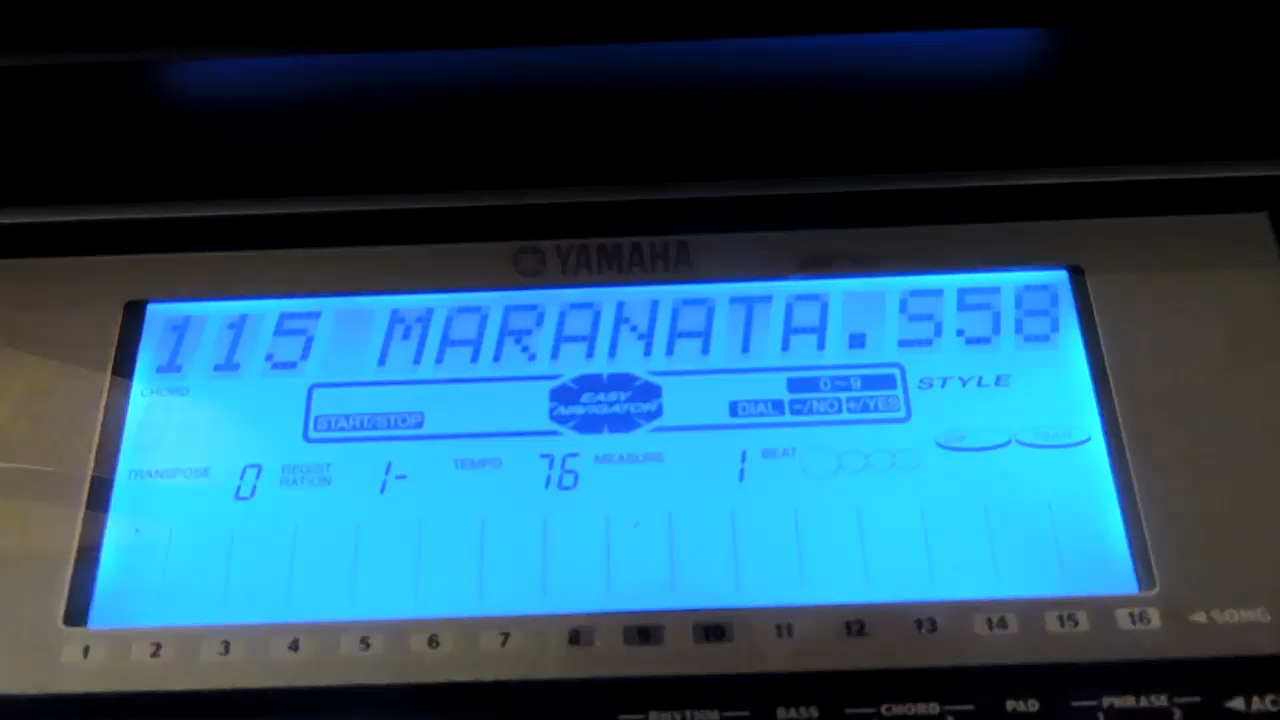 YAMAHA
115 MARANATA.S58
CHORD
EASY NAVIGATOR
START/STOP
0~9
DIAL -/NO +/YES
STYLE
TRANSPOSE 0 REGIST RATION 1- TEMPO 76 MEASURE 1 BEAT
1 2 3 4 5 6 7 8 9 10 11 12 13 14 15 16 SONG
RHYTHM BASS CHORD PAD PHRASE